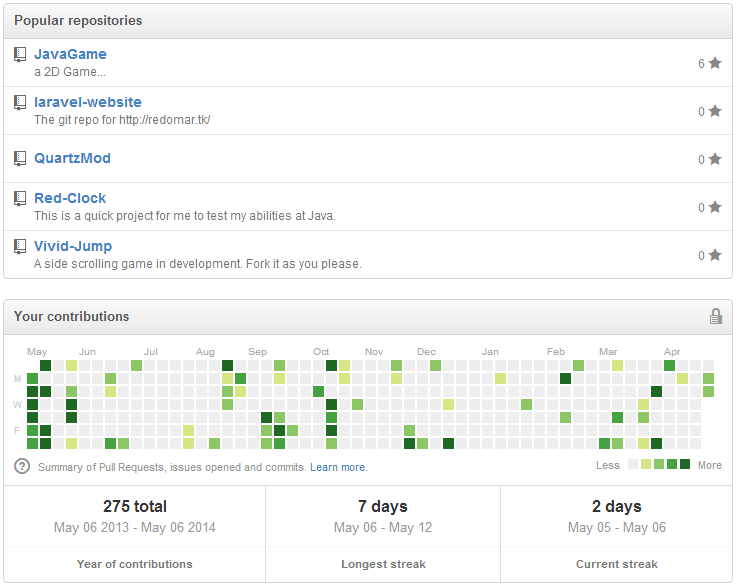 Popular repositories
JavaGame
a 2D Game...
6
laravel-website
The git repo for http://redomar.tk/
0
QuartzMod
0
Red-Clock
This is a quick project for me to test my abilities at Java.
0
Vivid-Jump
A side scrolling game in development. Fork it as you please.
0
Your contributions
May Jun Jul Aug Sep Oct Nov Dec Jan Feb Mar Apr
M
W
F
? Summary of Pull Requests, issues opened and commits. Learn more. Less More
275 total 7 days 2 days
May 06 2013 - May 06 2014 May 06 - May 12 May 05 - May 06
Year of contributions Longest streak Current streak